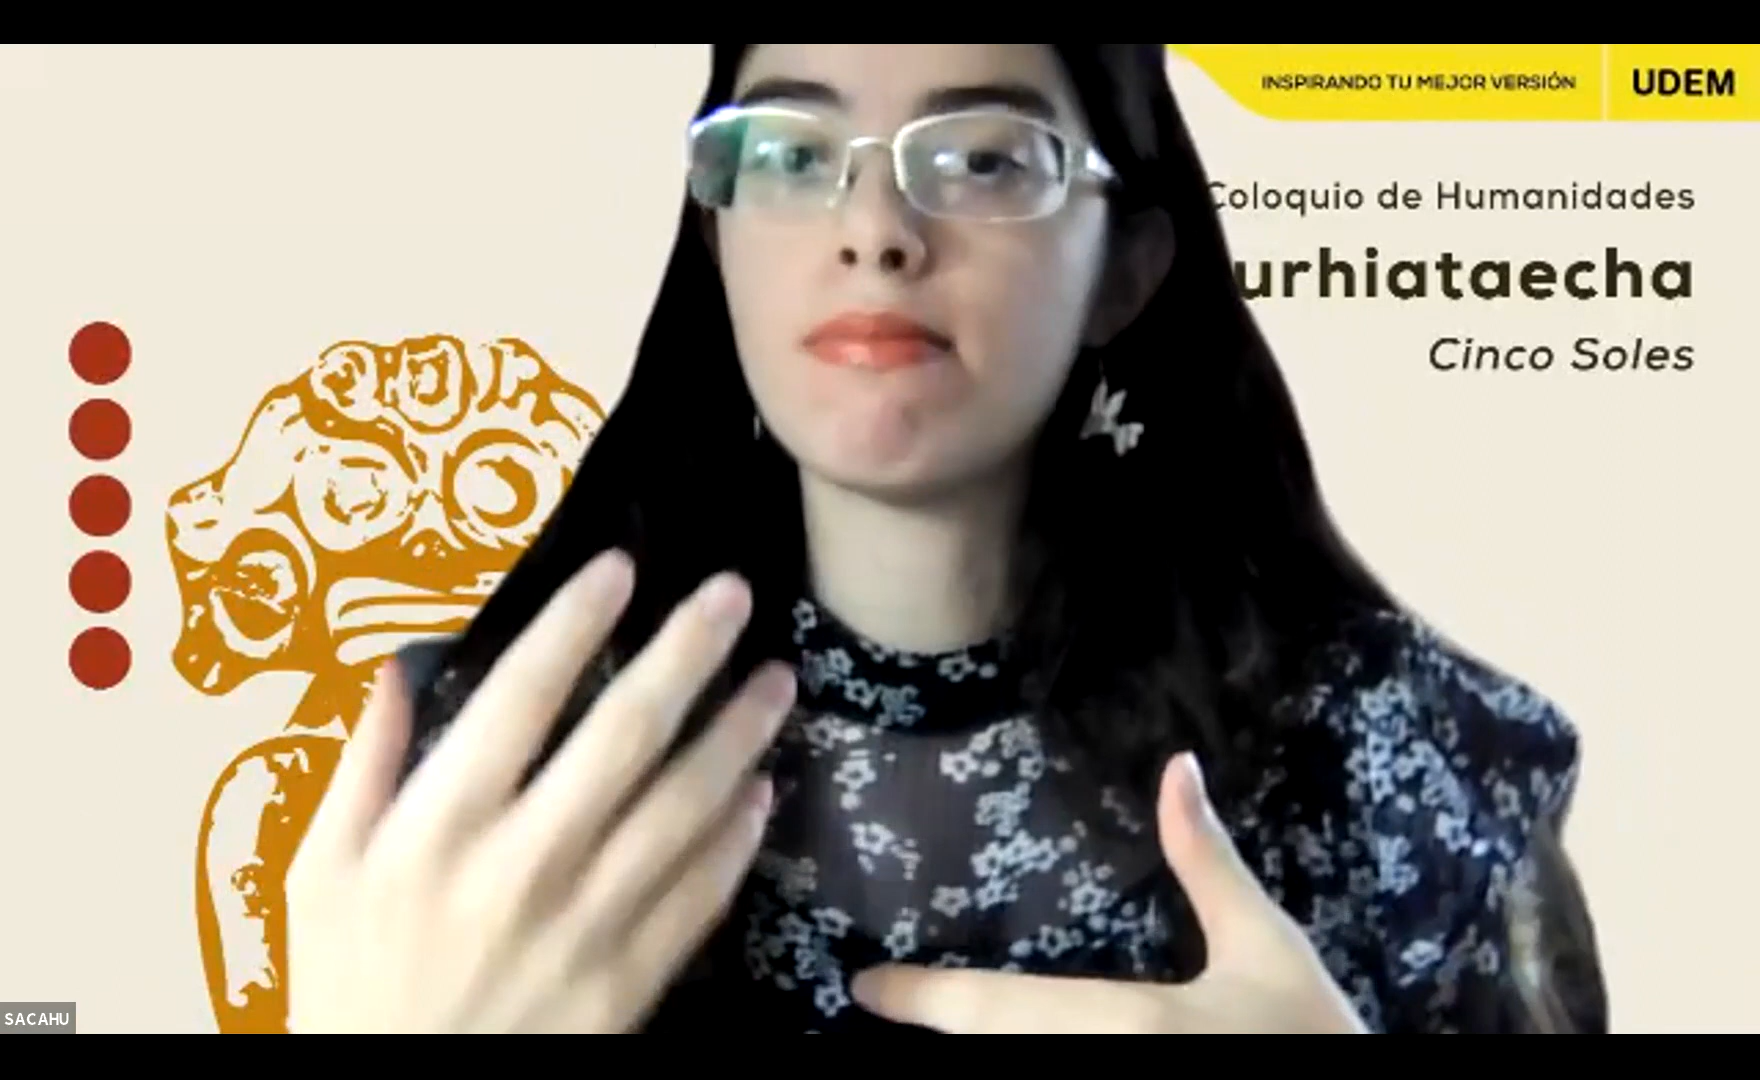 INSPIRANDO TU MEJOR VERSIÓN
UDEM
Coloquio de Humanidades
urhiataecha
Cinco Soles
SACAHU